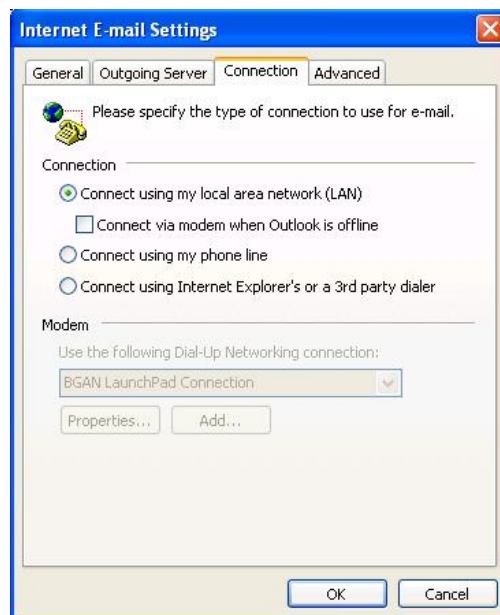 Internet E-mail Settings
General Outgoing Server Connection Advanced
Please specify the type of connection to use for e-mail.
Connection
Connect using my local area network (LAN)
Connect via modem when Outlook is offline
Connect using my phone line
Connect using Internet Explorer's or a 3rd party dialer
Modem
Use the following Dial-Up Networking connection:
BGAN LaunchPad Connection
Properties... Add...
OK Cancel